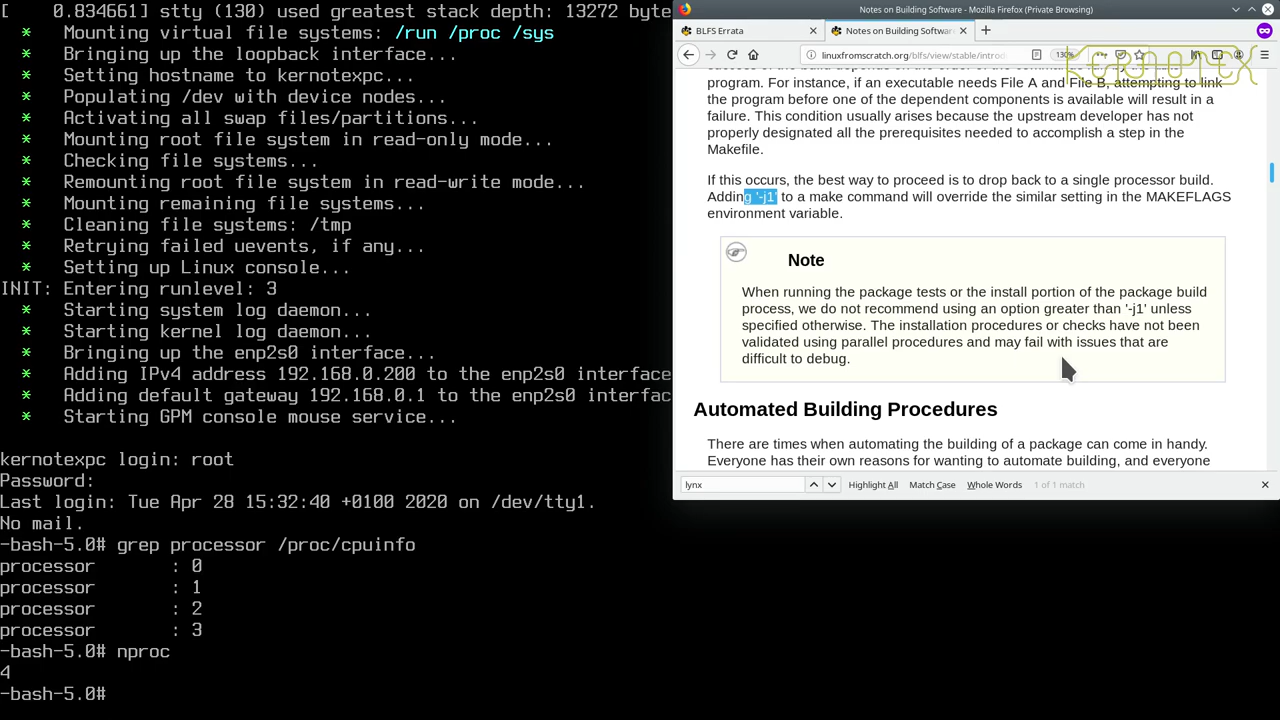 [    0.834661] stty (130) used greatest stack depth: 13272 byte
 *   Mounting virtual file systems: /run /proc /sys
 *   Bringing up the loopback interface...
 *   Setting hostname to kernotexpc...
 *   Populating /dev with device nodes...
 *   Activating all swap files/partitions...
 *   Mounting root file system in read-only mode...
 *   Checking file systems...
 *   Remounting root file system in read-write mode...
 *   Mounting remaining file systems...
 *   Cleaning file systems: /tmp
 *   Retrying failed uevents, if any...
 *   Setting up Linux console...
INIT: Entering runlevel: 3
 *   Starting system log daemon...
 *   Starting kernel log daemon...
 *   Bringing up the enp2s0 interface...
 *   Adding IPv4 address 192.168.0.200 to the enp2s0 interface
 *   Adding default gateway 192.168.0.1 to the enp2s0 interfac
 *   Starting GPM console mouse service...
kernotexpc login: root
Password:
Last login: Tue Apr 28 15:32:40 +0100 2020 on /dev/tty1.
No mail.
-bash-5.0# grep processor /proc/cpuinfo
processor       : 0
processor       : 1
processor       : 2
processor       : 3
-bash-5.0# nproc
4
-bash-5.0#
Notes on Building Software - Mozilla Firefox (Private Browsing)
BLFS Errata
Notes on Building Software
linuxfromscratch.org/blfs/view/stable/introd
130%
KERNOTEX
program. For instance, if an executable needs File A and File B, attempting to link
the program before one of the dependent components is available will result in a
failure. This condition usually arises because the upstream developer has not
properly designated all the prerequisites needed to accomplish a step in the
Makefile.
If this occurs, the best way to proceed is to drop back to a single processor build.
Adding '-j1' to a make command will override the similar setting in the MAKEFLAGS
environment variable.
Note
When running the package tests or the install portion of the package build
process, we do not recommend using an option greater than '-j1' unless
specified otherwise. The installation procedures or checks have not been
validated using parallel procedures and may fail with issues that are
difficult to debug.
Automated Building Procedures
There are times when automating the building of a package can come in handy.
Everyone has their own reasons for wanting to automate building, and everyone
lynx
Highlight All
Match Case
Whole Words
1 of 1 match